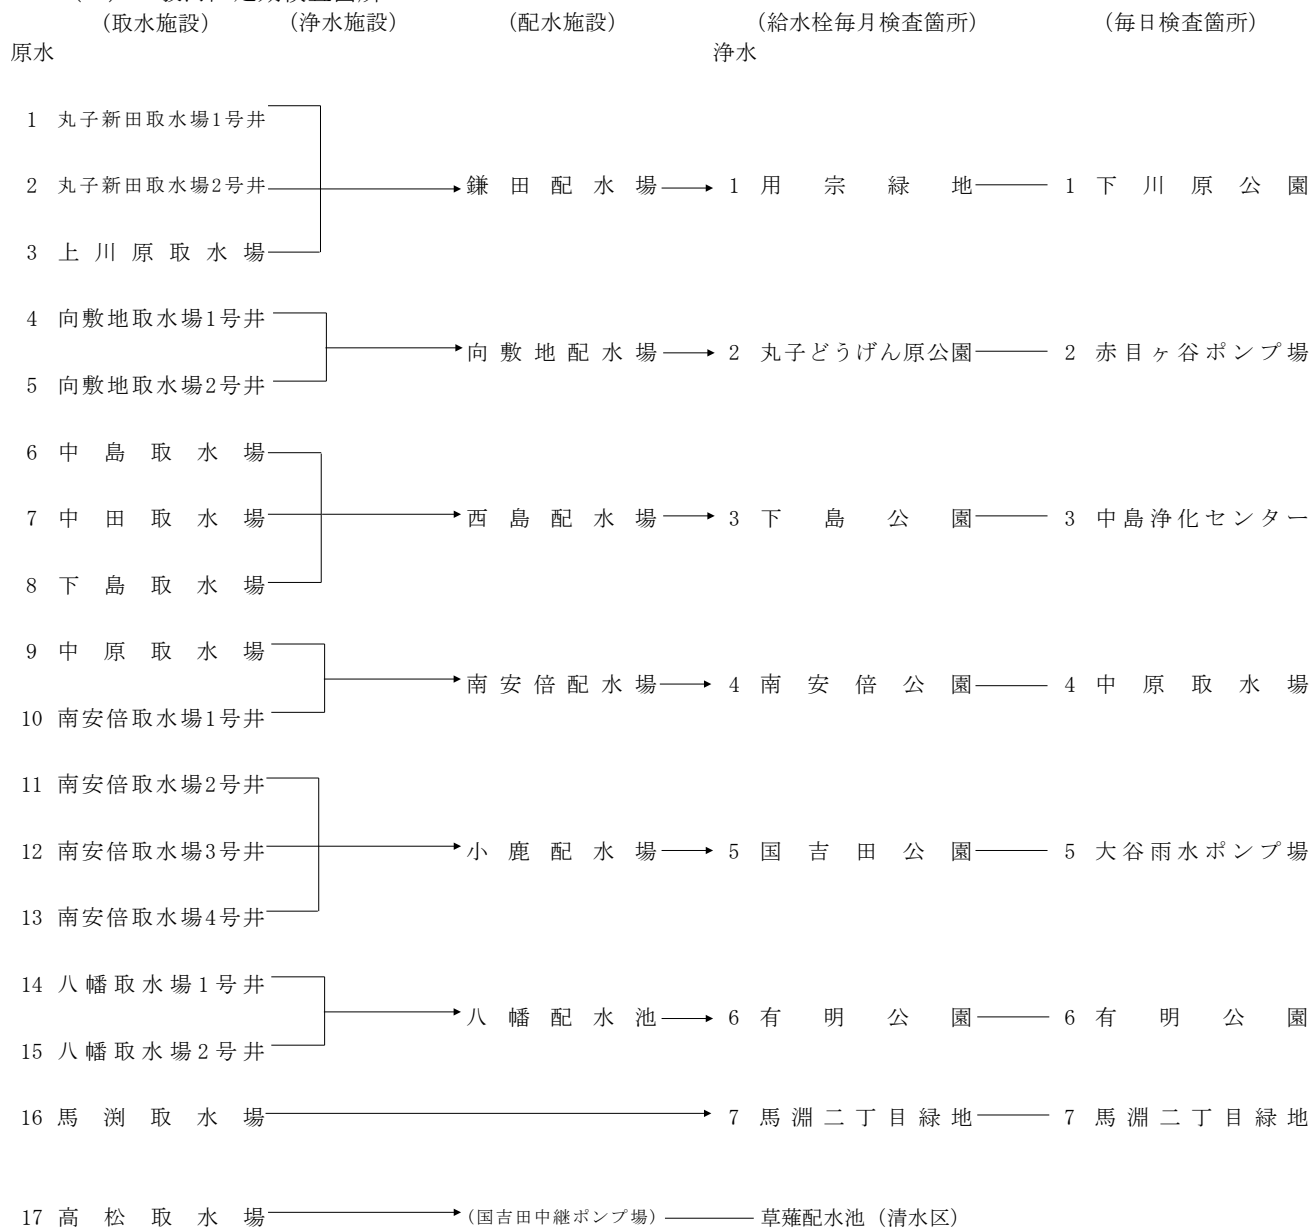 (取水施設) (浄水施設) (配水施設) (給水栓毎月検査箇所) (毎日検査箇所)
原水 浄水
1 丸子新田取水場1号井
2 丸子新田取水場2号井 鎌田配水場 1 用宗緑地 1 下川原公園
3 上川原取水場
4 向敷地取水場1号井
向敷地配水場 2 丸子どうげん原公園 2 赤目ヶ谷ポンプ場
5 向敷地取水場2号井
6 中島取水場
7 中田取水場 西島配水場 3 下島公園 3 中島浄化センター
8 下島取水場
9 中原取水場
南安倍配水場 4 南安倍公園 4 中原取水場
10 南安倍取水場1号井
11 南安倍取水場2号井
12 南安倍取水場3号井 小鹿配水場 5 国吉田公園 5 大谷雨水ポンプ場
13 南安倍取水場4号井
14 八幡取水場1号井
八幡配水池 6 有明公園 6 有明公園
15 八幡取水場2号井
16 馬渕取水場 7 馬淵二丁目緑地 7 馬淵二丁目緑地
17 高松取水場 (国吉田中継ポンプ場) 草薙配水池 (清水区)